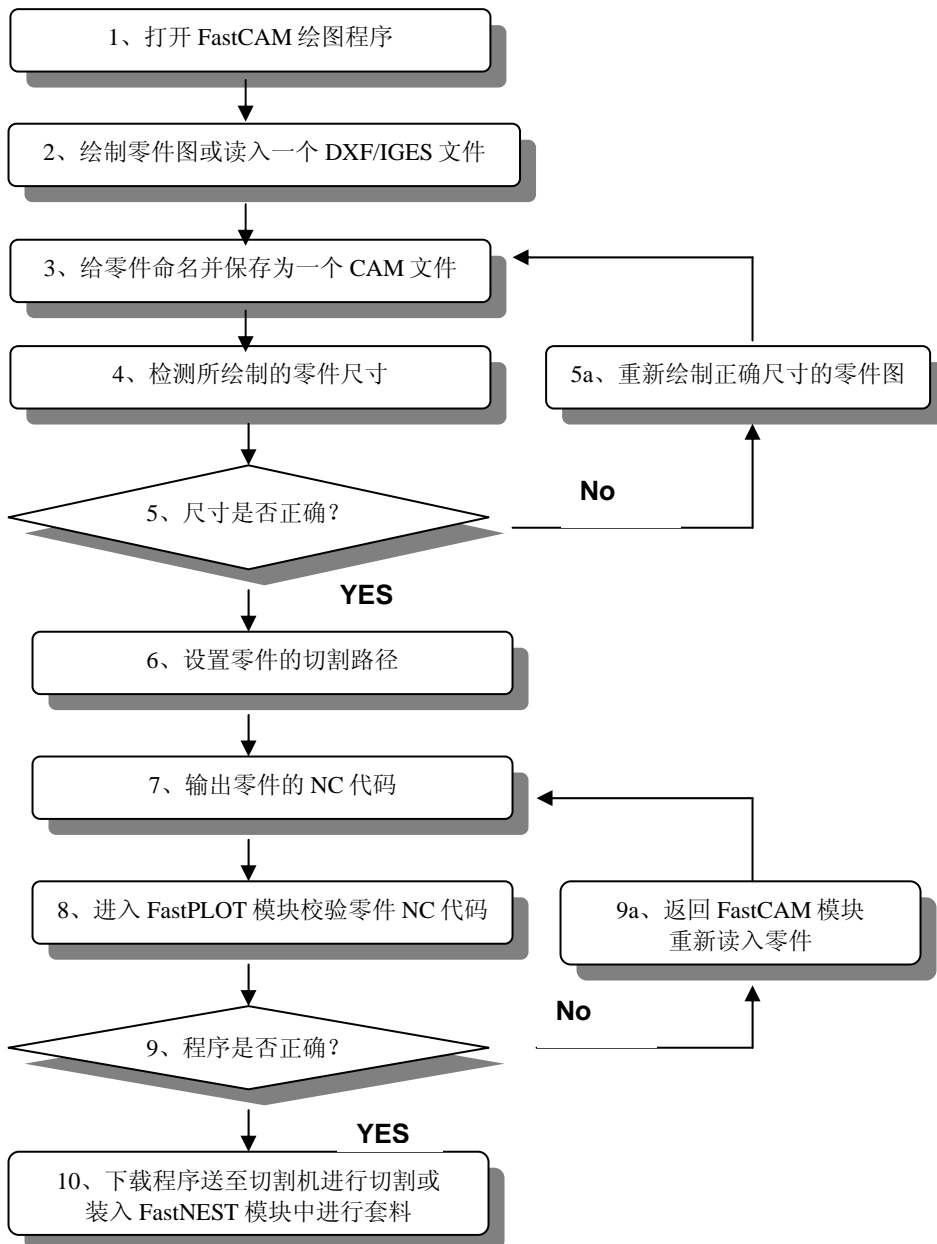 1、打开 FastCAM 绘图程序
2、绘制零件图或读入一个 DXF/IGES 文件
3、给零件命名并保存为一个 CAM 文件
4、检测所绘制的零件尺寸
5a、重新绘制正确尺寸的零件图
5、尺寸是否正确？
No
YES
6、设置零件的切割路径
7、输出零件的 NC 代码
8、进入 FastPLOT 模块校验零件 NC 代码
9a、返回 FastCAM 模块
重新读入零件
No
9、程序是否正确？
YES
10、下载程序送至切割机进行切割或
装入 FastNEST 模块中进行套料